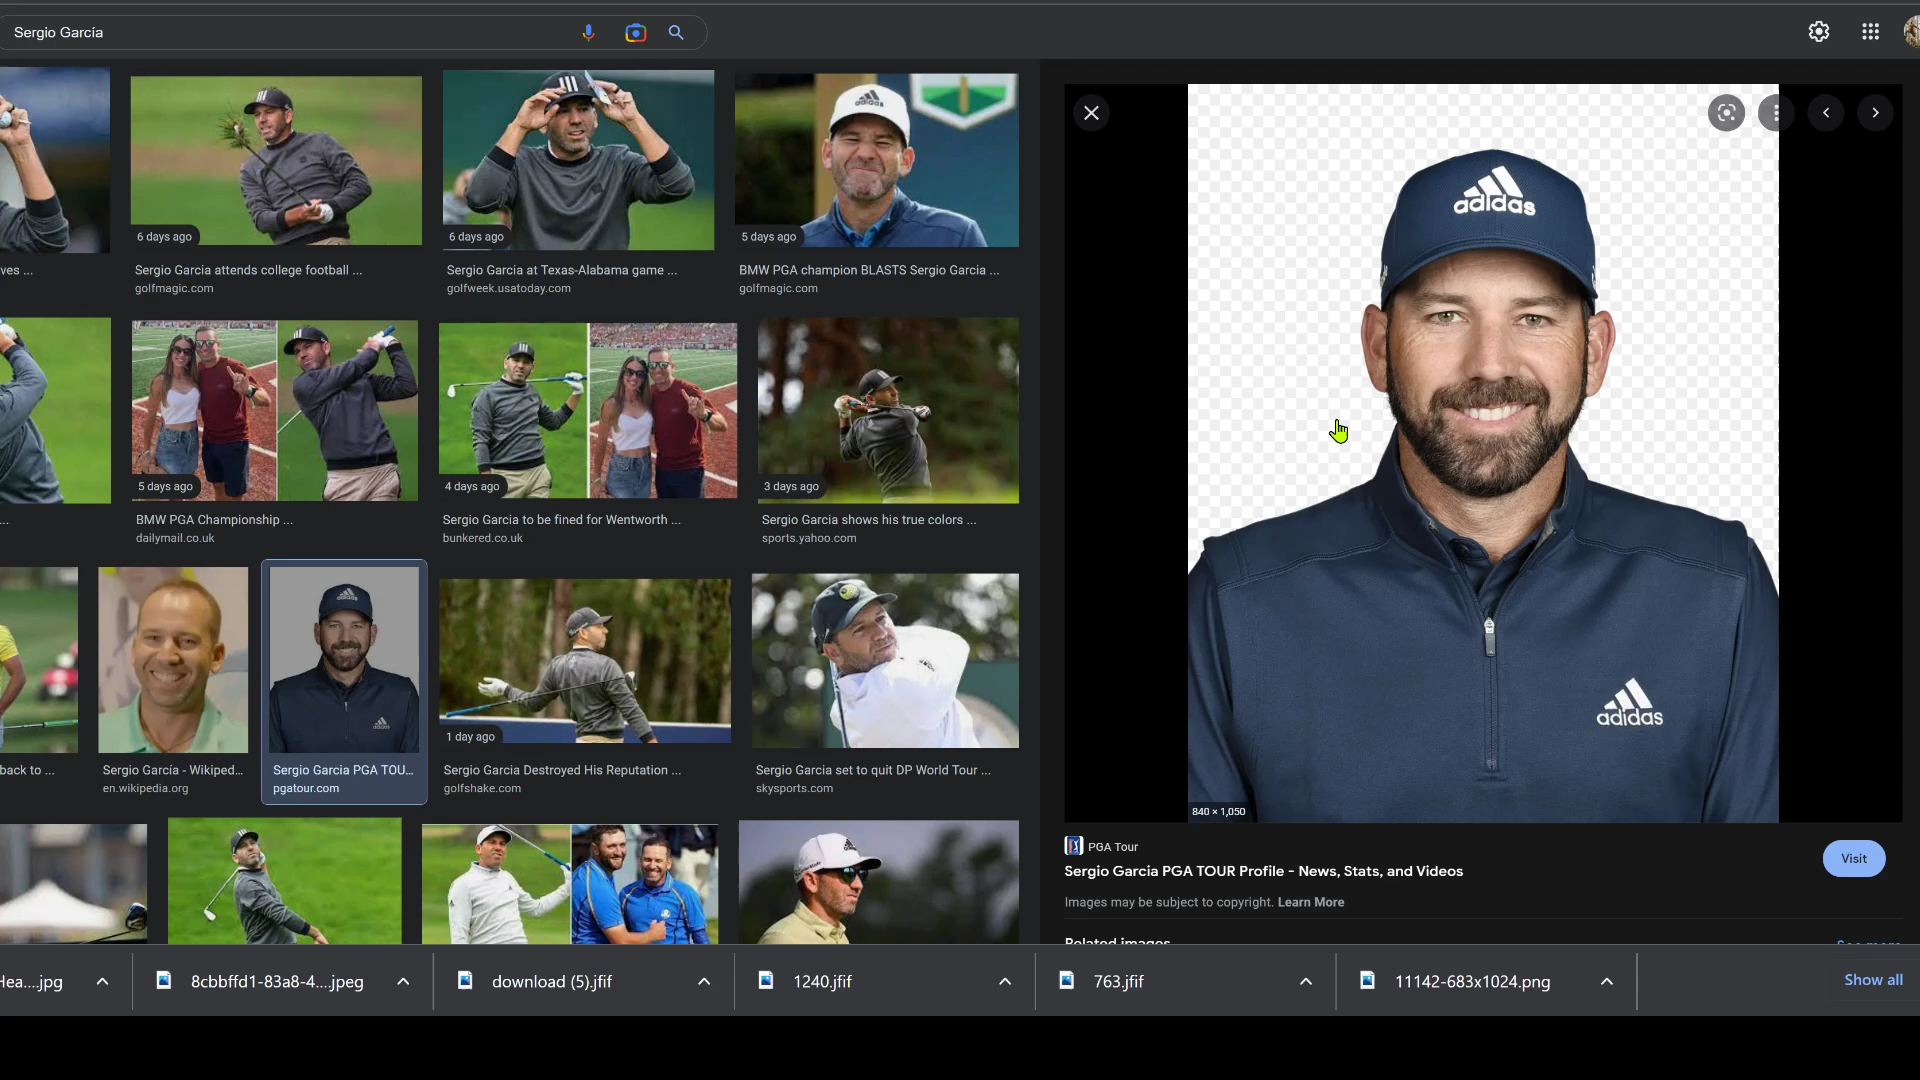 Sergio García
6 days ago
6 days ago
5 days ago
ves ...
Sergio Garcia attends college football ...
golfmagic.com
Sergio Garcia at Texas-Alabama game ...
golfweek.usatoday.com
BMW PGA champion BLASTS Sergio Garcia ...
golfmagic.com
5 days ago
4 days ago
3 days ago
...
BMW PGA Championship ...
dailymail.co.uk
Sergio Garcia to be fined for Wentworth ...
bunkered.co.uk
Sergio Garcia shows his true colors ...
sports.yahoo.com
1 day ago
back to ...
Sergio García - Wikiped...
en.wikipedia.org
Sergio Garcia PGA TOU...
pgatour.com
Sergio Garcia Destroyed His Reputation ...
golfshake.com
Sergio Garcia set to quit DP World Tour ...
skysports.com
adidas
adidas
840 × 1,050
PGA Tour
Sergio Garcia PGA TOUR Profile - News, Stats, and Videos
Visit
Images may be subject to copyright. Learn More
Related images
See more
Hea....jpg
8cbbffd1-83a8-4....jpeg
download (5).jfif
1240.jfif
763.jfif
11142-683x1024.png
Show all